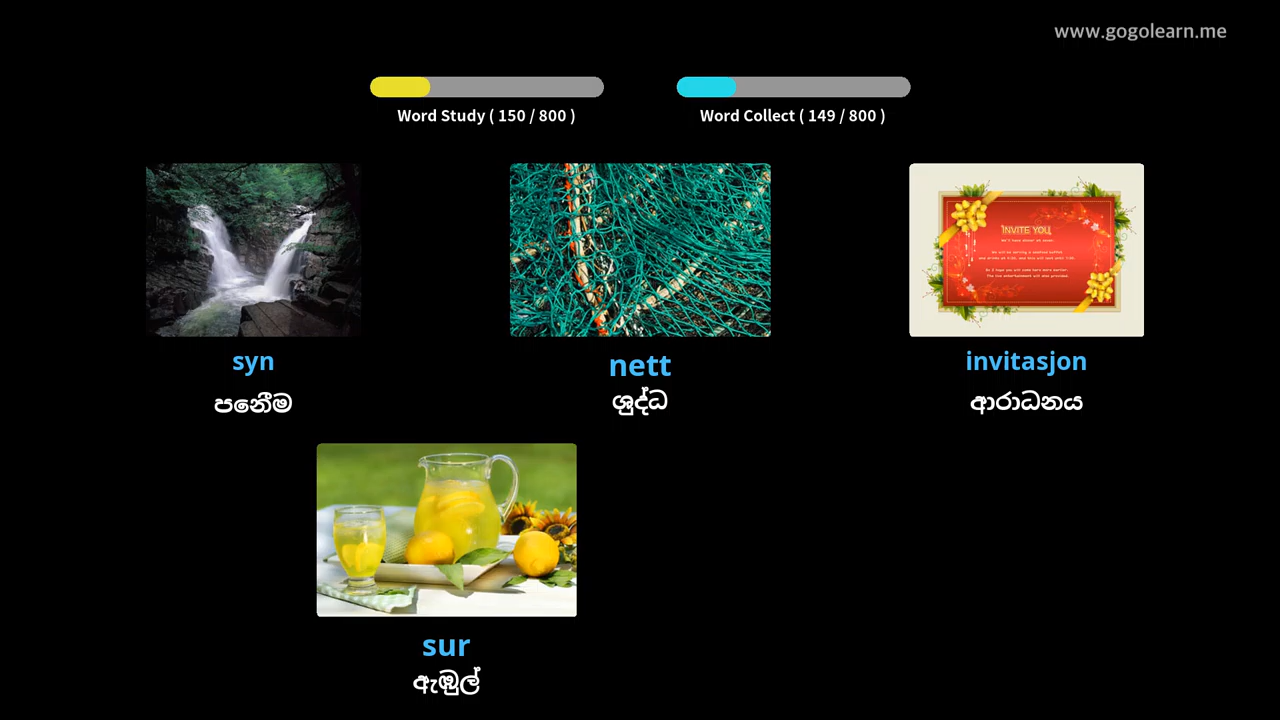 www.gogolearn.me
Word Study ( 150 / 800 )
Word Collect ( 149 / 800 )
INVITE YOU
syn
පෙනීම
nett
ශුද්ධ
invitasjon
ආරාධනය
sur
ඇඹුල්